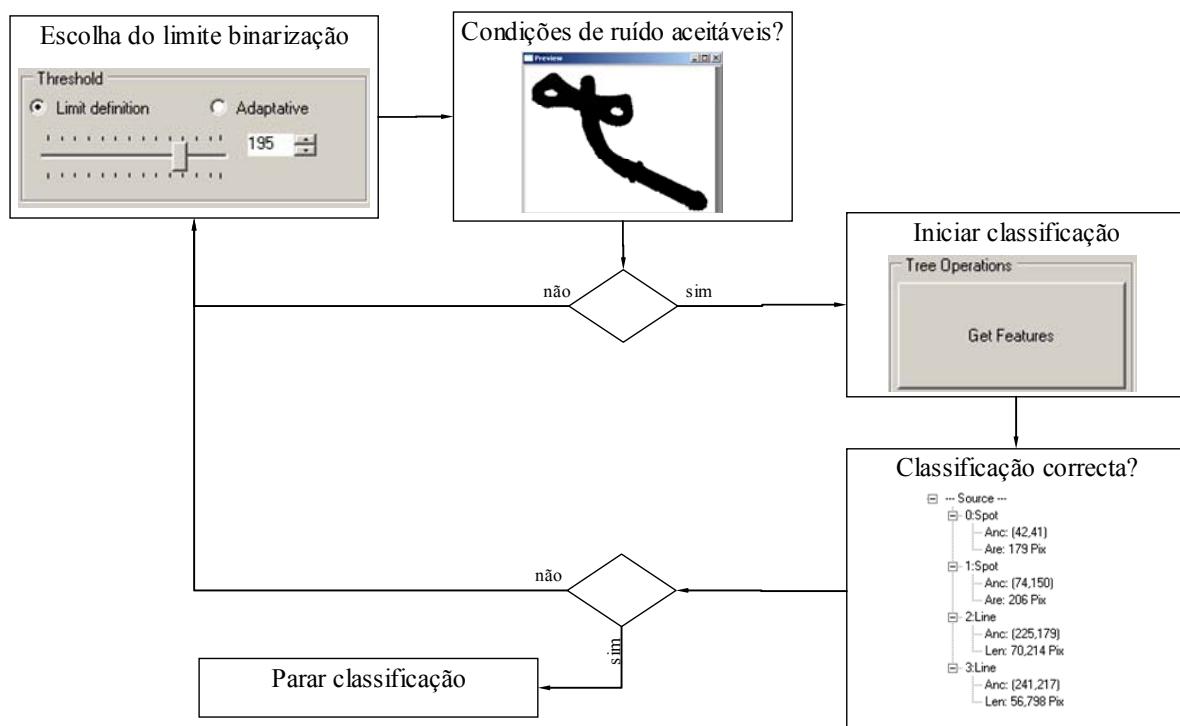 Escolha do limite binarização
Threshold
Limit definition
Adaptative
195
Condições de ruído aceitáveis?
Preview
não
sim
Iniciar classificação
Tree Operations
Get Features
Classificação correcta?
--- Source ---
0:Spot
Anc: (42,41)
Are: 179 Pix
1:Spot
Anc: (74,150)
Are: 206 Pix
2:Line
Anc: (225,179)
Len: 70,214 Pix
3:Line
Anc: (241,217)
Len: 56,798 Pix
não
sim
Parar classificação